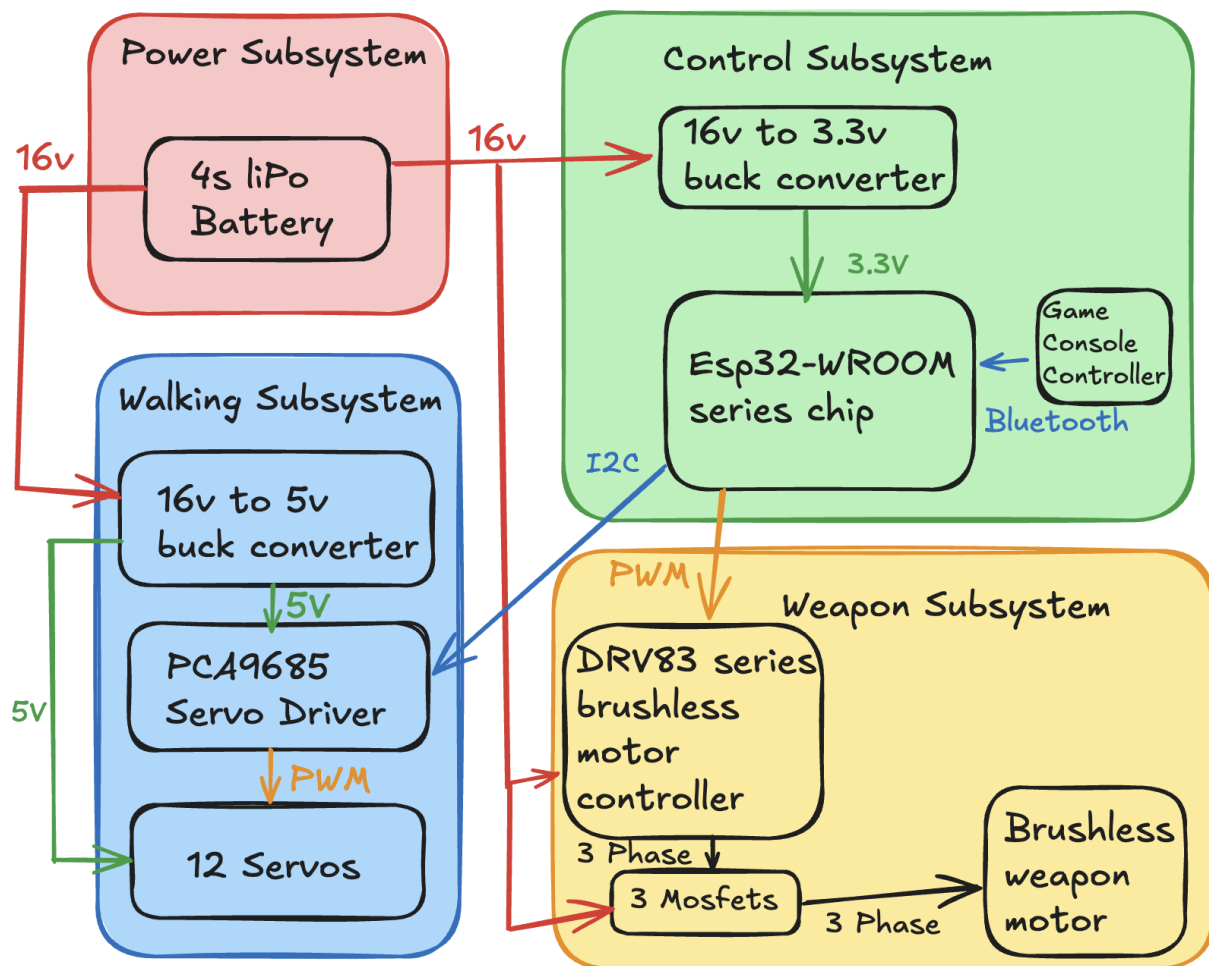 Power Subsystem
16v
4s liPo
Battery
16v
Control Subsystem
16v to 3.3v
buck converter
3.3V
Esp32-WROOM
series chip
Game
Console
Controller
Bluetooth
I2C
PWM
Walking Subsystem
16v to 5v
buck converter
5V
PCA9685
Servo Driver
5V
PWM
12 Servos
Weapon Subsystem
DRV83 series
brushless
motor
controller
3 Phase
3 Mosfets
3 Phase
Brushless
weapon
motor